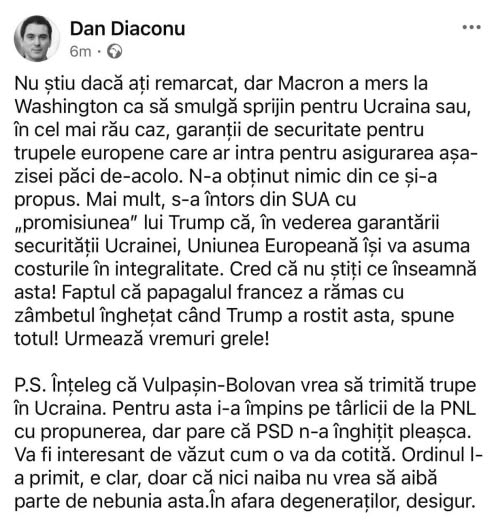 Dan Diaconu
6m ·
Nu știu dacă ați remarcat, dar Macron a mers la
Washington ca să smulgă sprijin pentru Ucraina sau,
în cel mai rău caz, garanții de securitate pentru
trupele europene care ar intra pentru asigurarea așa-
zisei păci de-acolo. N-a obținut nimic din ce și-a
propus. Mai mult, s-a întors din SUA cu
„promisiunea” lui Trump că, în vederea garantării
securității Ucrainei, Uniunea Europeană își va asuma
costurile în integralitate. Cred că nu știți ce înseamnă
asta! Faptul că papagalul francez a rămas cu
zâmbetul înghețat când Trump a rostit asta, spune
totul! Urmează vremuri grele!

P.S. Înțeleg că Vulpașin-Bolovan vrea să trimită trupe
în Ucraina. Pentru asta i-a împins pe târlicii de la PNL
cu propunerea, dar pare că PSD n-a înghițit pleașca.
Va fi interesant de văzut cum o va da cotită. Ordinul l-
a primit, e clar, doar că nici naiba nu vrea să aibă
parte de nebunia asta.În afara degeneraților, desigur.